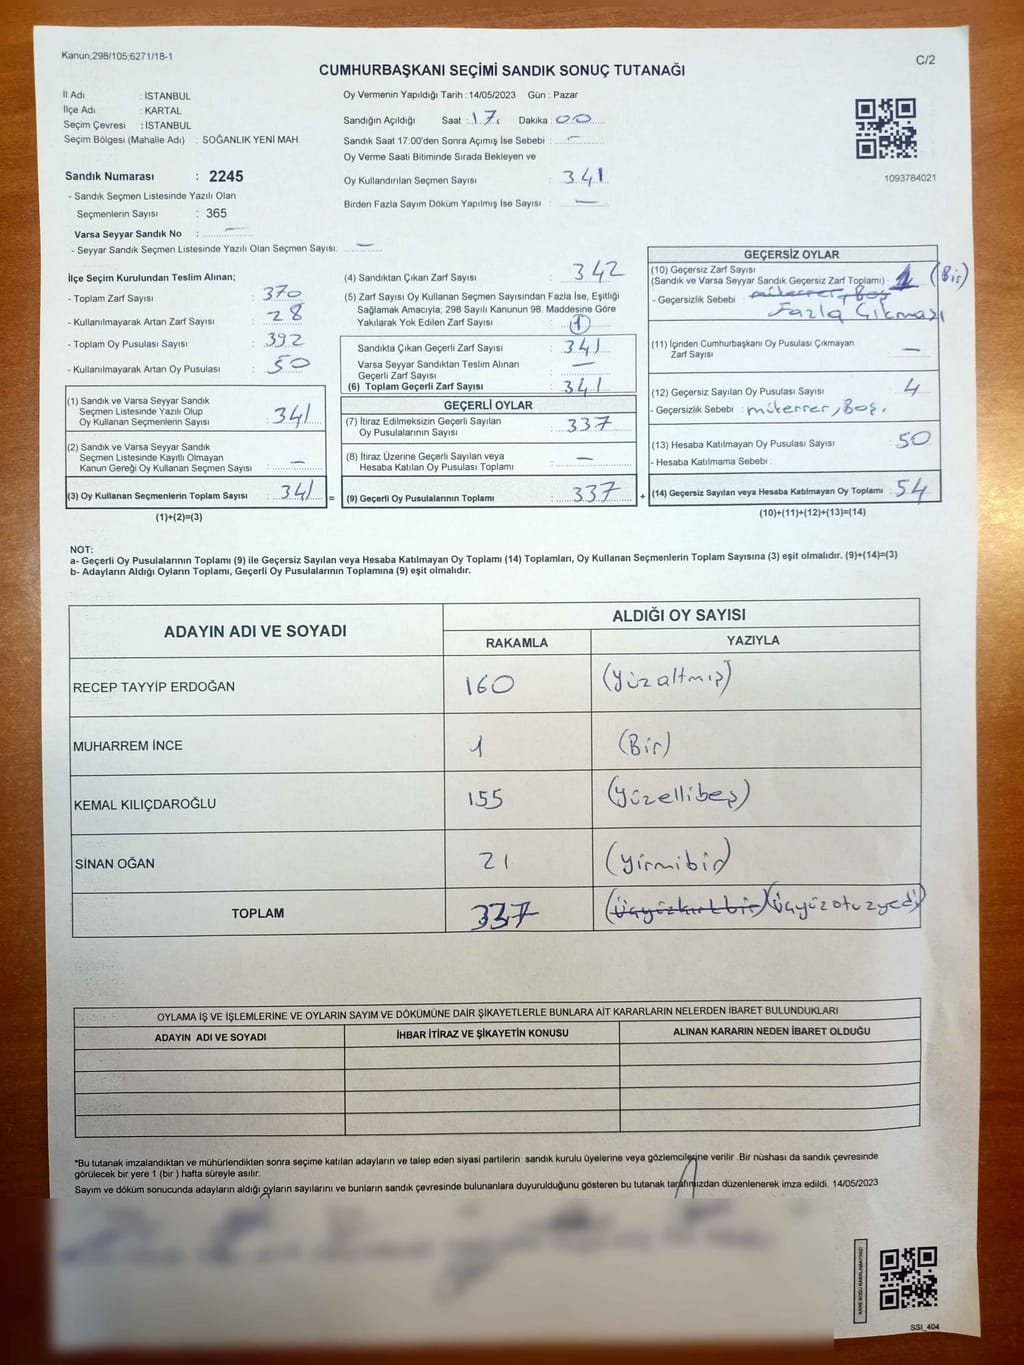 Kanun;298/105;6271/18-1
C/2
CUMHURBAŞKANI SEÇİMİ SANDIK SONUÇ TUTANAĞI
İl Adı : İSTANBUL
İlçe Adı : KARTAL
Seçim Çevresi : İSTANBUL
Seçim Bölgesi (Mahalle Adı) : SOĞANLIK YENİ MAH.
Oy Vermenin Yapıldığı Tarih :14/05/2023 Gün : Pazar
Sandığın Açıldığı Saat : 17. Dakika : 00
Sandık Saat 17:00'den Sonra Açımış İse Sebebi : —
Oy Verme Saati Bitiminde Sırada Bekleyen ve
Oy Kullandırılan Seçmen Sayısı : 341
Birden Fazla Sayım Döküm Yapılmış İse Sayısı : —
1093784021
Sandık Numarası : 2245
- Sandık Seçmen Listesinde Yazılı Olan
Seçmenlerin Sayısı : 365
Varsa Seyyar Sandık No : —
- Seyyar Sandık Seçmen Listesinde Yazılı Olan Seçmen Sayısı: —
İlçe Seçim Kurulundan Teslim Alınan;
- Toplam Zarf Sayısı : 370
- Kullanılmayarak Artan Zarf Sayısı : 28
- Toplam Oy Pusulası Sayısı : 392
- Kullanılmayarak Artan Oy Pusulası : 50
(1) Sandık ve Varsa Seyyar Sandık
Seçmen Listesinde Yazılı Olup
Oy Kullanan Seçmenlerin Sayısı : 341
(2) Sandık ve Varsa Seyyar Sandık
Seçmen Listesinde Kayıtlı Olmayan
Kanun Gereği Oy Kullanan Seçmen Sayısı : —
(3) Oy Kullanan Seçmenlerin Toplam Sayısı : 341 =
(1)+(2)=(3)
(4) Sandıktan Çıkan Zarf Sayısı : 342
(5) Zarf Sayısı Oy Kullanan Seçmen Sayısından Fazla İse, Eşitliği
Sağlamak Amacıyla; 298 Sayılı Kanunun 98. Maddesine Göre
Yakılarak Yok Edilen Zarf Sayısı : 1
Sandıkta Çıkan Geçerli Zarf Sayısı : 341
Varsa Seyyar Sandıktan Teslim Alınan
Geçerli Zarf Sayısı : —
(6) Toplam Geçerli Zarf Sayısı : 341
GEÇERLİ OYLAR
(7) İtiraz Edilmeksizin Geçerli Sayılan
Oy Pusulalarının Sayısı : 337
(8) İtiraz Üzerine Geçerli Sayılan veya
Hesaba Katılan Oy Pusulası Toplamı : —
(9) Geçerli Oy Pusulalarının Toplamı : 337 +
GEÇERSİZ OYLAR
(10) Geçersiz Zarf Sayısı
(Sandık ve Varsa Seyyar Sandık Geçersiz Zarf Toplamı) : 1 (Bir)
- Geçersizlik Sebebi : müterrer, Boş
Fazla Çıkması
(11) İçinden Cumhurbaşkanı Oy Pusulası Çıkmayan
Zarf Sayısı : —
(12) Geçersiz Sayılan Oy Pusulası Sayısı : 4
- Geçersizlik Sebebi : müterrer, Boş.
(13) Hesaba Katılmayan Oy Pusulası Sayısı : 50
- Hesaba Katılmama Sebebi :
(14) Geçersiz Sayılan veya Hesaba Katılmayan Oy Toplamı : 54
(10)+(11)+(12)+(13)=(14)
NOT:
a- Geçerli Oy Pusulalarının Toplamı (9) ile Geçersiz Sayılan veya Hesaba Katılmayan Oy Toplamı (14) Toplamları, Oy Kullanan Seçmenlerin Toplam Sayısına (3) eşit olmalıdır. (9)+(14)=(3)
b- Adayların Aldığı Oyların Toplamı, Geçerli Oy Pusulalarının Toplamına (9) eşit olmalıdır.
ADAYIN ADI VE SOYADI
ALDIĞI OY SAYISI
RAKAMLA YAZIYLA
RECEP TAYYİP ERDOĞAN 160 (Yüzaltmış)
MUHARREM İNCE 1 (Bir)
KEMAL KILIÇDAROĞLU 155 (Yüzellibeş)
SİNAN OĞAN 21 (Yirmibir)
TOPLAM 337 (Üçyüzkırkbir) (Üçyüzotuzyedi)
OYLAMA İŞ VE İŞLEMLERİNE VE OYLARIN SAYIM VE DÖKÜMÜNE DAİR ŞİKAYETLERLE BUNLARA AİT KARARLARIN NELERDEN İBARET BULUNDUKLARI
ADAYIN ADI VE SOYADI İHBAR İTİRAZ VE ŞİKAYETİN KONUSU ALINAN KARARIN NEDEN İBARET OLDUĞU
*Bu tutanak imzalandıktan ve mühürlendikten sonra seçime katılan adayların ve talep eden siyasi partilerin sandık kurulu üyelerine veya gözlemcilerine verilir .Bir nüshası da sandık çevresinde
görülecek bir yere 1 (bir ) hafta süreyle asılır.
Sayım ve döküm sonucunda adayların aldığı oyların sayılarını ve bunların sandık çevresinde bulunanlara duyurulduğunu gösteren bu tutanak tarafımızdan düzenlenerek imza edildi. 14/05/2023
KARE KODU KARALAMAYINIZ!
SSI_404